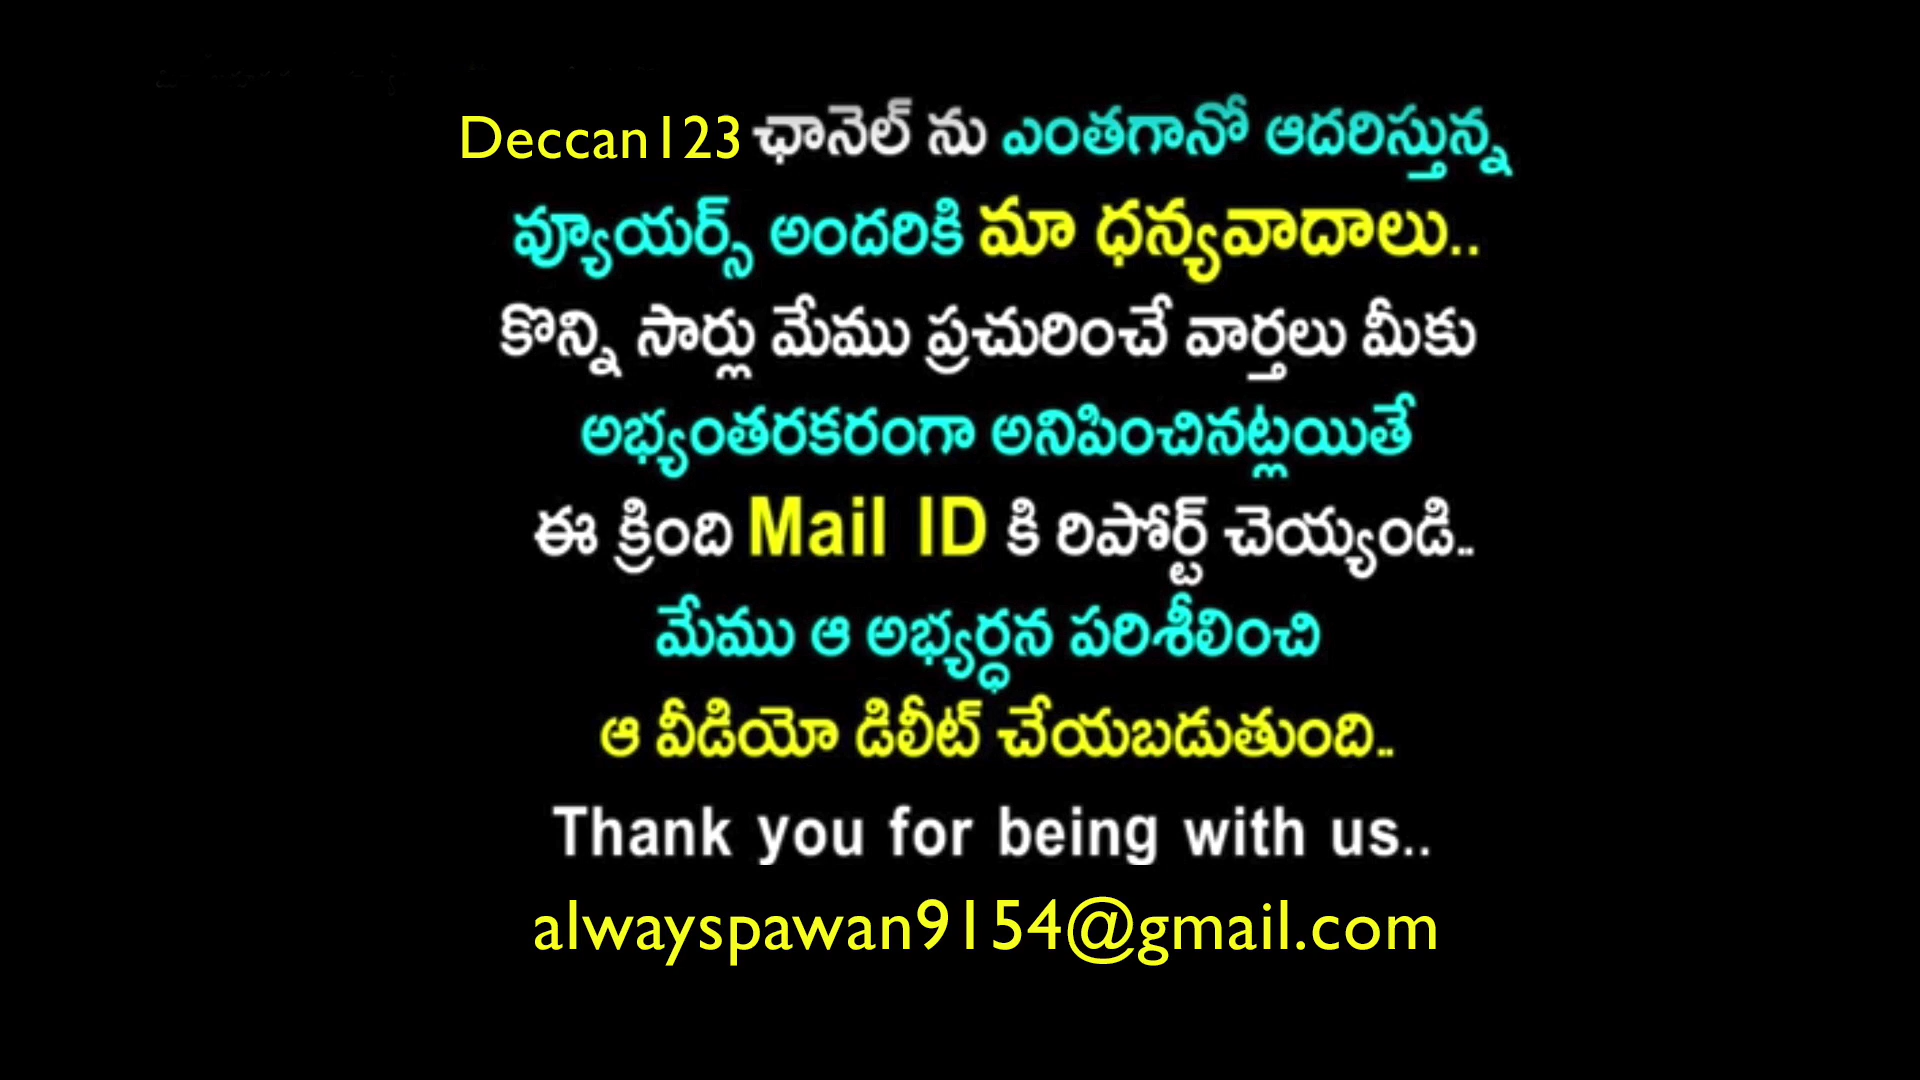 Deccan123 ఛానెల్ ను ఎంతగానో ఆదరిస్తున్న
వ్యూయర్స్ అందరికి మా ధన్యవాదాలు..
కొన్ని సార్లు మేము ప్రచురించే వార్తలు మీకు
అభ్యంతరకరంగా అనిపించినట్లయితే
ఈ క్రింది Mail ID కి రిపోర్ట్ చెయ్యండి..
మేము ఆ అభ్యర్ధన పరిశీలించి
ఆ వీడియో డిలీట్ చేయబడుతుంది..
Thank you for being with us..
alwayspawan9154@gmail.com